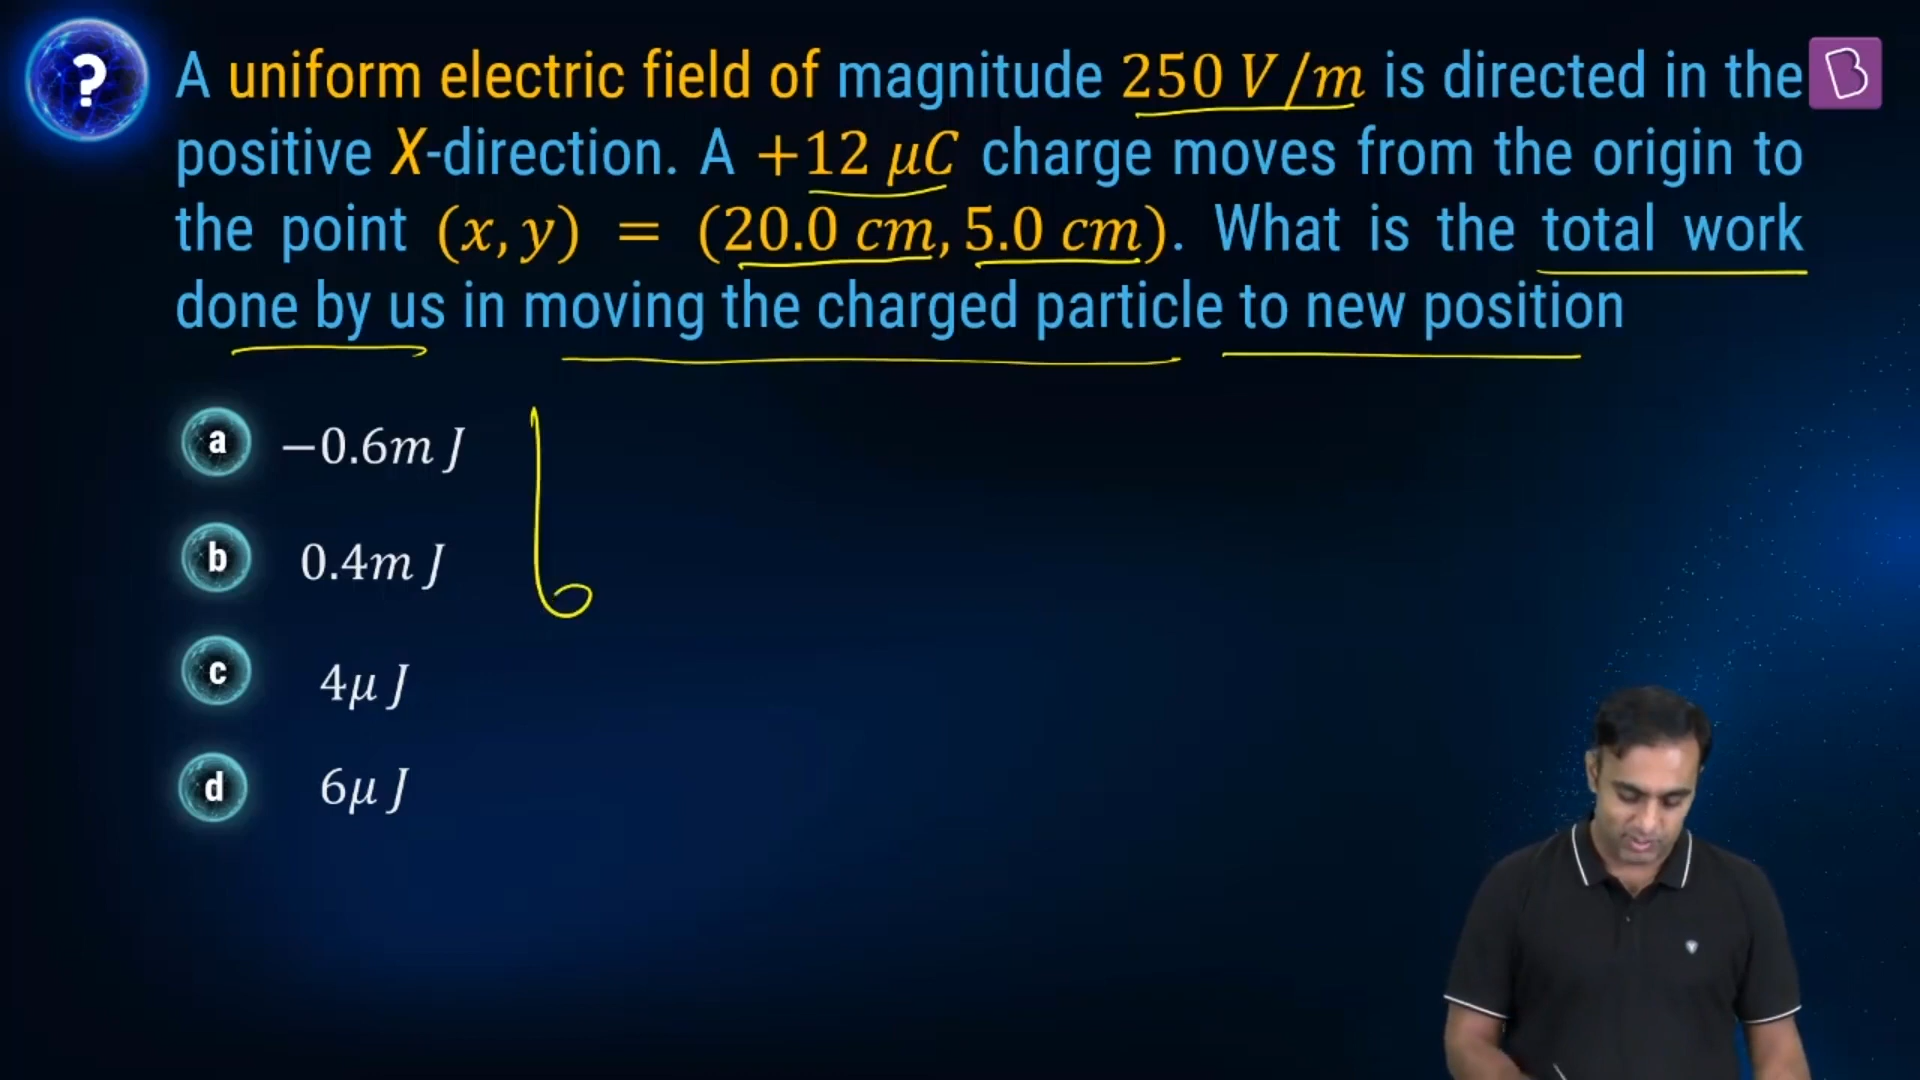 ?
A uniform electric field of magnitude 250 V/m is directed in the
positive X-direction. A +12 μC charge moves from the origin to
the point (x, y) = (20.0 cm, 5.0 cm). What is the total work
done by us in moving the charged particle to new position
a −0.6m J
b 0.4m J
c 4μ J
d 6μ J